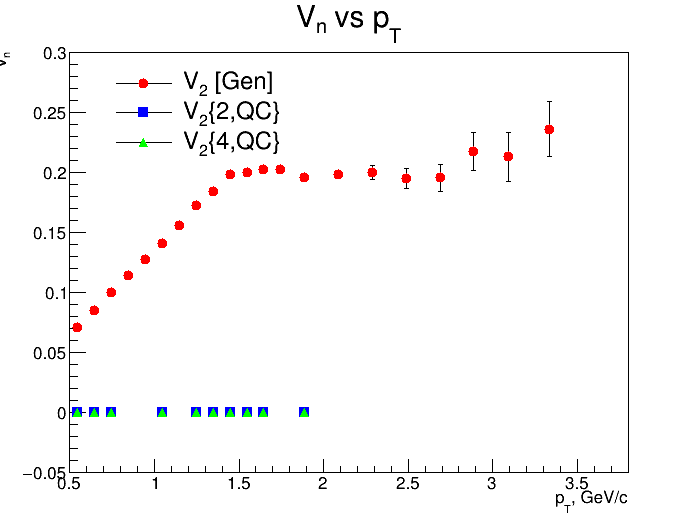 V_n vs p_T
V_n
V_2 [Gen]
V_2{2,QC}
V_2{4,QC}
0.3
0.25
0.2
0.15
0.1
0.05
0
−0.05
0.5 1 1.5 2 2.5 3 3.5
p_T, GeV/c